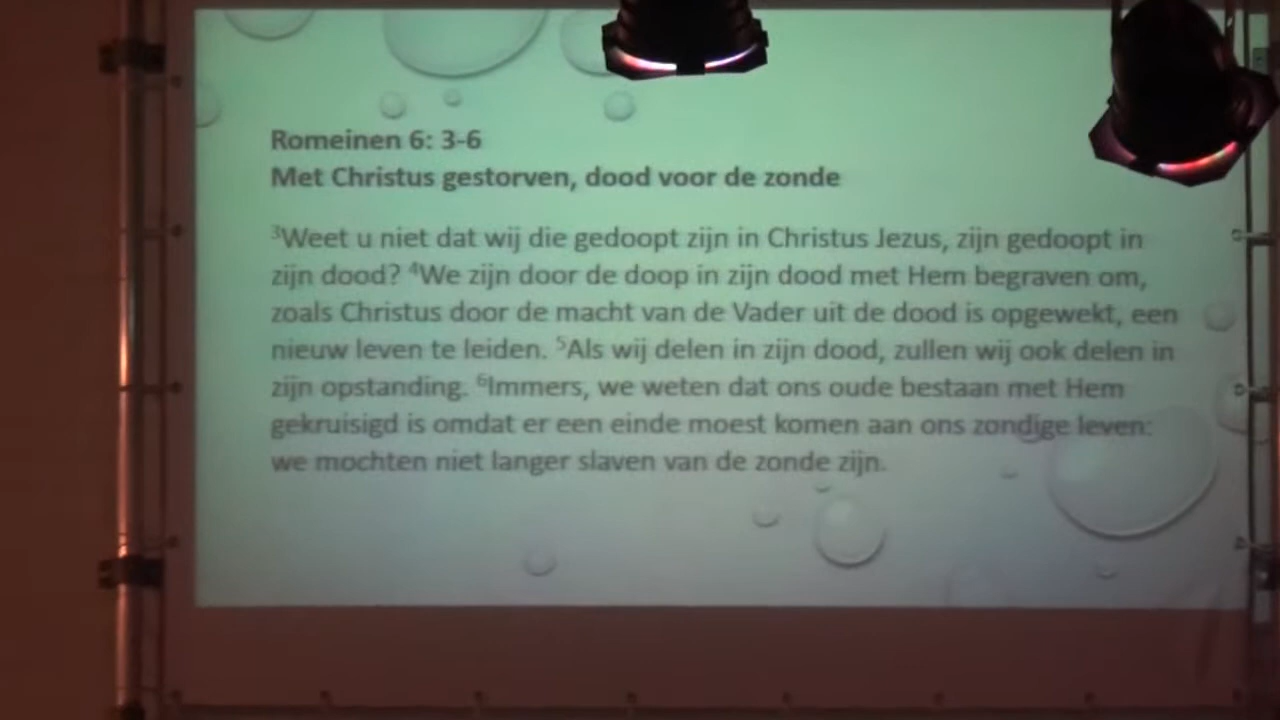 Romeinen 6: 3-6
Met Christus gestorven, dood voor de zonde
³Weet u niet dat wij die gedoopt zijn in Christus Jezus, zijn gedoopt in
zijn dood? ⁴We zijn door de doop in zijn dood met Hem begraven om,
zoals Christus door de macht van de Vader uit de dood is opgewekt, een
nieuw leven te leiden. ⁵Als wij delen in zijn dood, zullen wij ook delen in
zijn opstanding. ⁶Immers, we weten dat ons oude bestaan met Hem
gekruisigd is omdat er een einde moest komen aan ons zondige leven:
we mochten niet langer slaven van de zonde zijn.